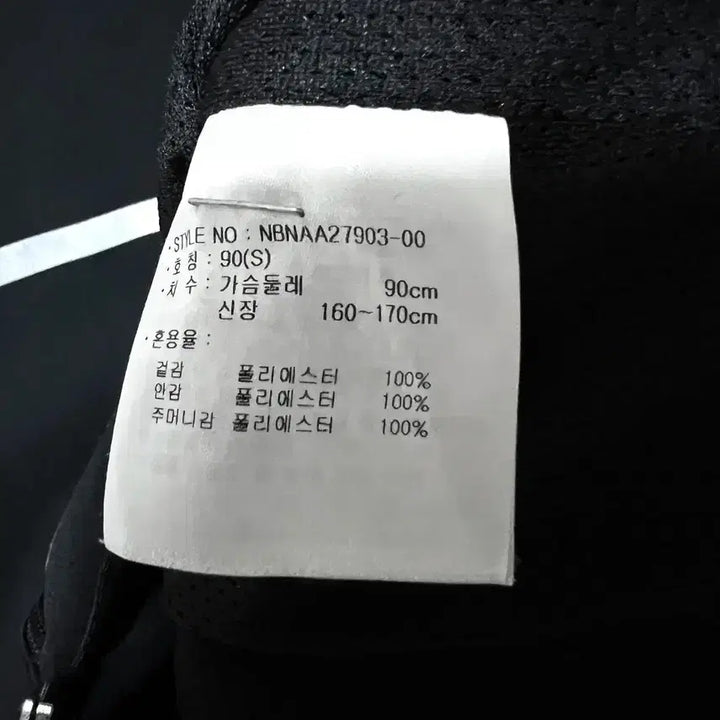 ·STYLE NO : NBNAA27903-00
·호칭 : 90(S)
·치수 : 가슴둘레 90cm
신장 160~170cm
·혼용율 :
겉감 폴리에스터 100%
안감 폴리에스터 100%
주머니감 폴리에스터 100%